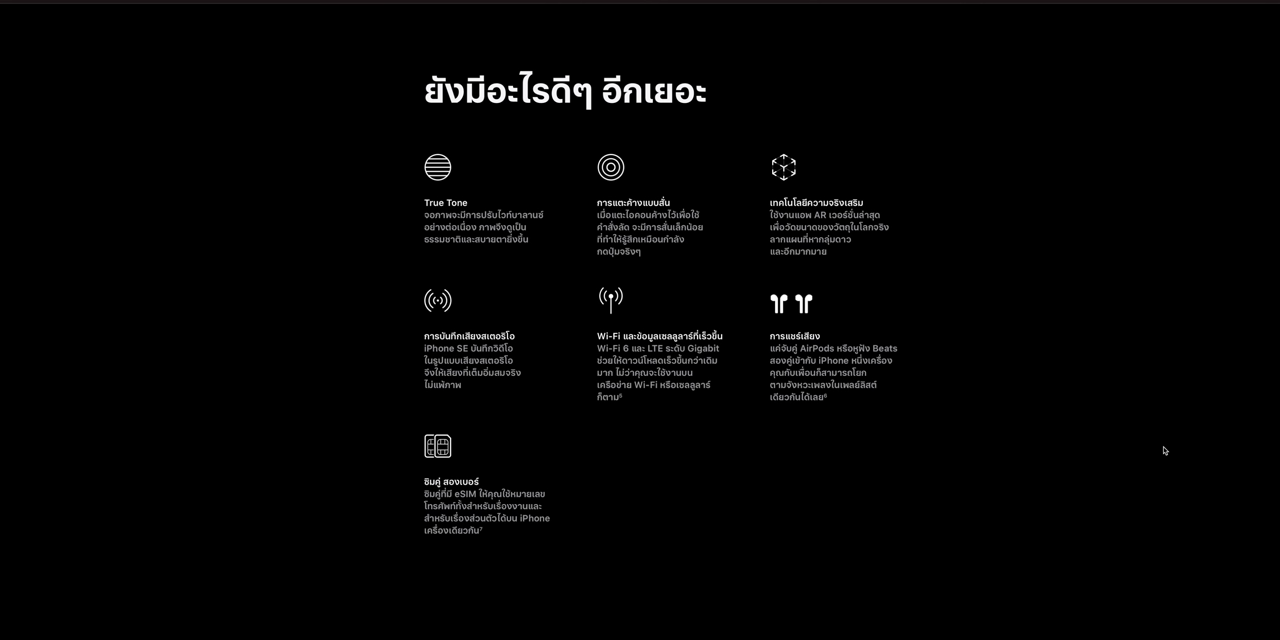 ยังมีอะไรดีๆ อีกเยอะ
True Tone
จอภาพจะมีการปรับไวท์บาลานซ์
อย่างต่อเนื่อง ภาพจึงดูเป็น
ธรรมชาติและสบายตายิ่งขึ้น
การแตะค้างแบบสั่น
เมื่อแตะไอคอนค้างไว้เพื่อใช้
คำสั่งลัด จะมีการสั่นเล็กน้อย
ที่ทำให้รู้สึกเหมือนกำลัง
กดปุ่มจริงๆ
เทคโนโลยีความจริงเสริม
ใช้งานแอพ AR เวอร์ชั่นล่าสุด
เพื่อวัดขนาดของวัตถุในโลกจริง
ลากแผนที่หากลุ่มดาว
และอีกมากมาย
การบันทึกเสียงสเตอริโอ
iPhone SE บันทึกวิดีโอ
ในรูปแบบเสียงสเตอริโอ
จึงให้เสียงที่เต็มอิ่มสมจริง
ไม่แพ้ภาพ
Wi-Fi และข้อมูลเซลลูลาร์ที่เร็วขึ้น
Wi-Fi 6 และ LTE ระดับ Gigabit
ช่วยให้ดาวน์โหลดเร็วขึ้นกว่าเดิม
มาก ไม่ว่าคุณจะใช้งานบน
เครือข่าย Wi-Fi หรือเซลลูลาร์
ก็ตาม⁵
การแชร์เสียง
แค่จับคู่ AirPods หรือหูฟัง Beats
สองคู่เข้ากับ iPhone หนึ่งเครื่อง
คุณกับเพื่อนก็สามารถโยก
ตามจังหวะเพลงในเพลย์ลิสต์
เดียวกันได้เลย⁶
ซิมคู่ สองเบอร์
ซิมคู่ที่มี eSIM ให้คุณใช้หมายเลข
โทรศัพท์ทั้งสำหรับเรื่องงานและ
สำหรับเรื่องส่วนตัวได้บน iPhone
เครื่องเดียวกัน⁷